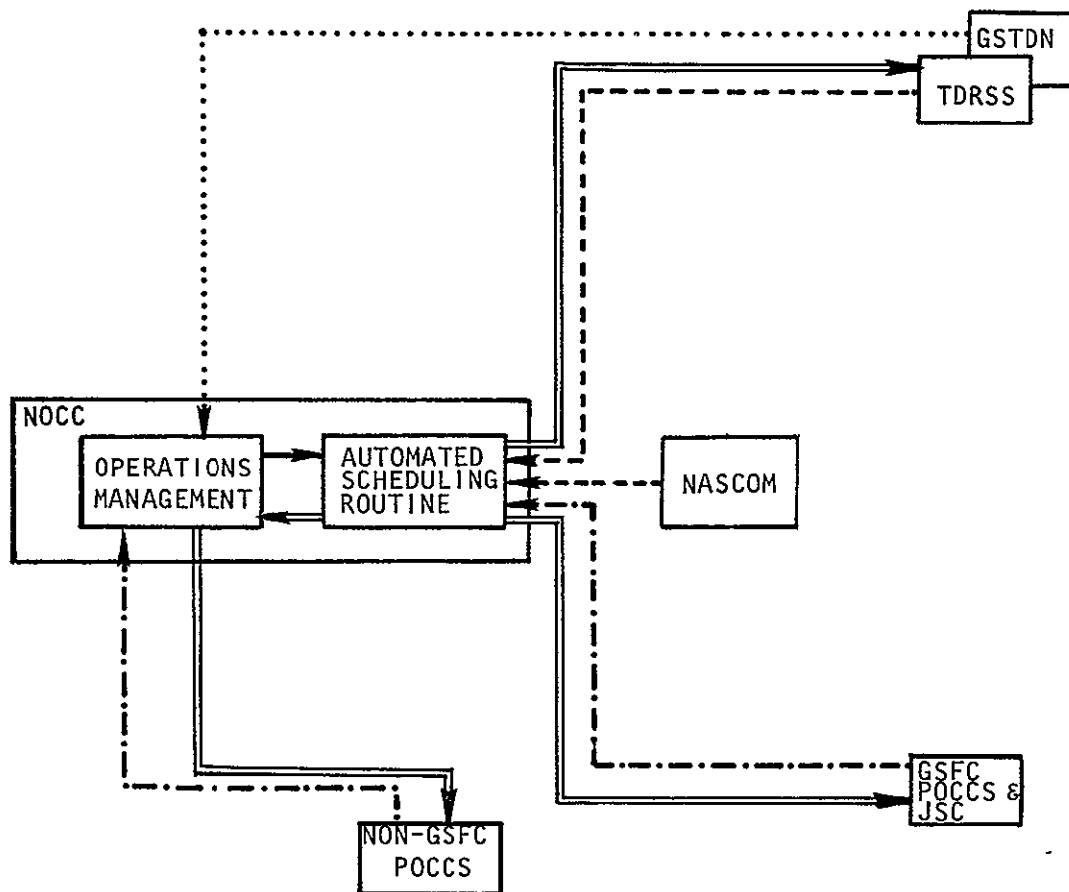 GSTDN
TDRSS
NOCC
OPERATIONS
MANAGEMENT
AUTOMATED
SCHEDULING
ROUTINE
NASCOM
GSFC
POCCS &
JSC
NON-GSFC
POCCS